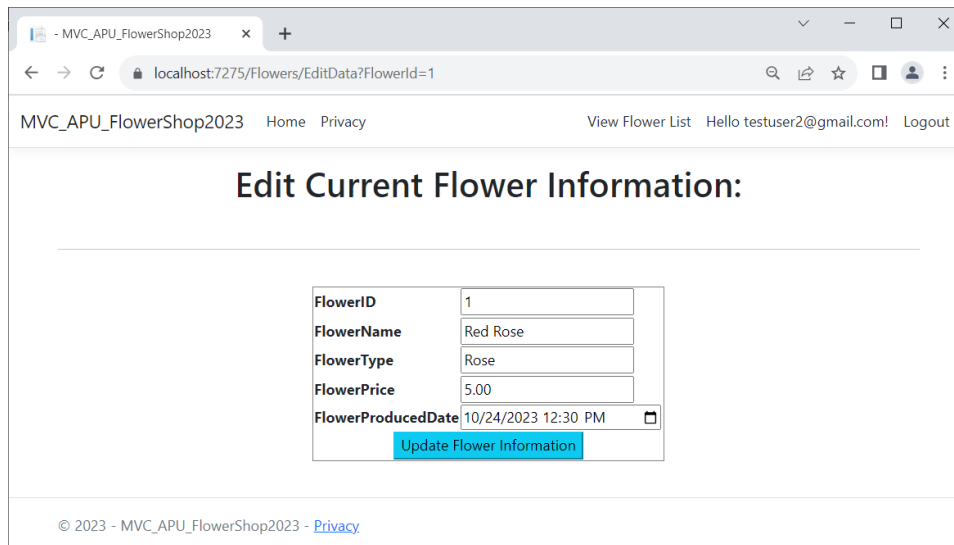 - MVC_APU_FlowerShop2023
localhost:7275/Flowers/EditData?FlowerId=1
MVC_APU_FlowerShop2023 Home Privacy View Flower List Hello testuser2@gmail.com! Logout
Edit Current Flower Information:
FlowerID 1
FlowerName Red Rose
FlowerType Rose
FlowerPrice 5.00
FlowerProducedDate 10/24/2023 12:30 PM
Update Flower Information
© 2023 - MVC_APU_FlowerShop2023 - Privacy